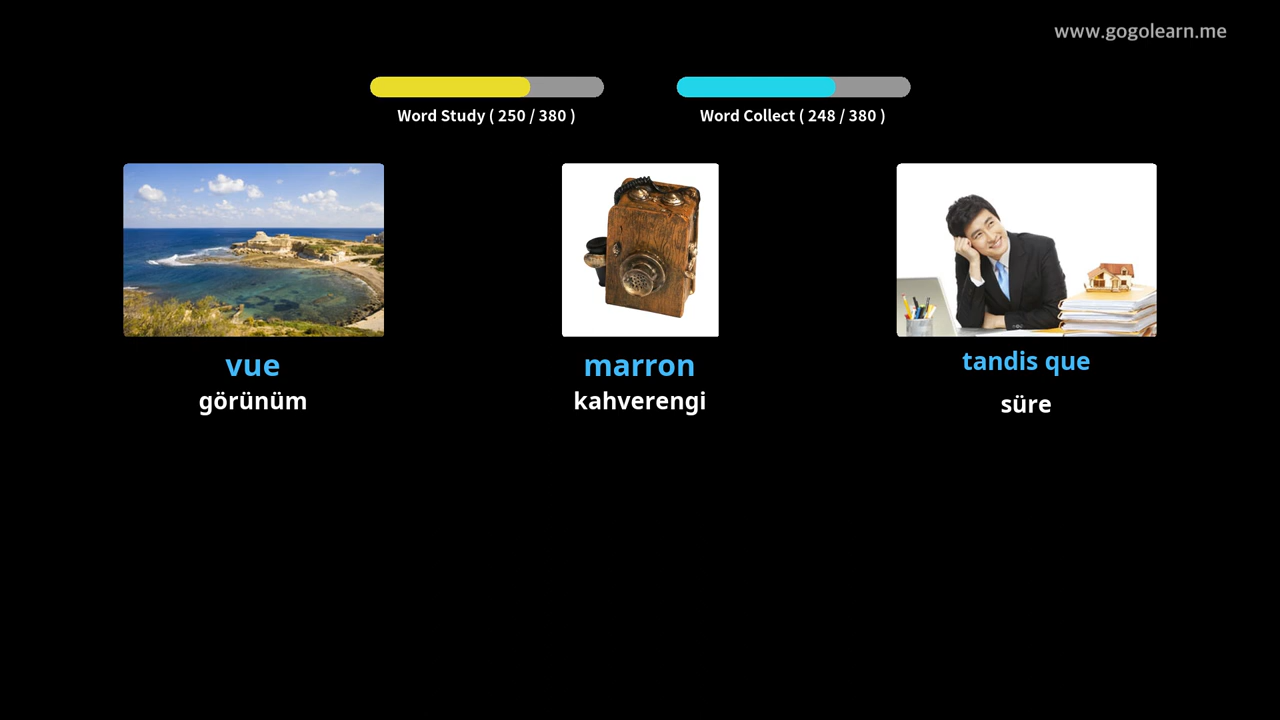 www.gogolearn.me
Word Study ( 250 / 380 )
Word Collect ( 248 / 380 )
vue
görünüm
marron
kahverengi
tandis que
süre